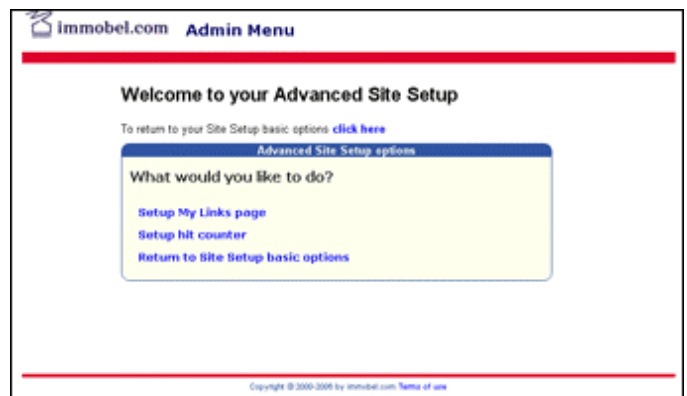 immobel.com Admin Menu
Welcome to your Advanced Site Setup
To return to your Site Setup basic options click here
Advanced Site Setup options
What would you like to do?
Setup My Links page
Setup hit counter
Return to Site Setup basic options
Copyright © 2000-2006 by immobel.com Terms of use